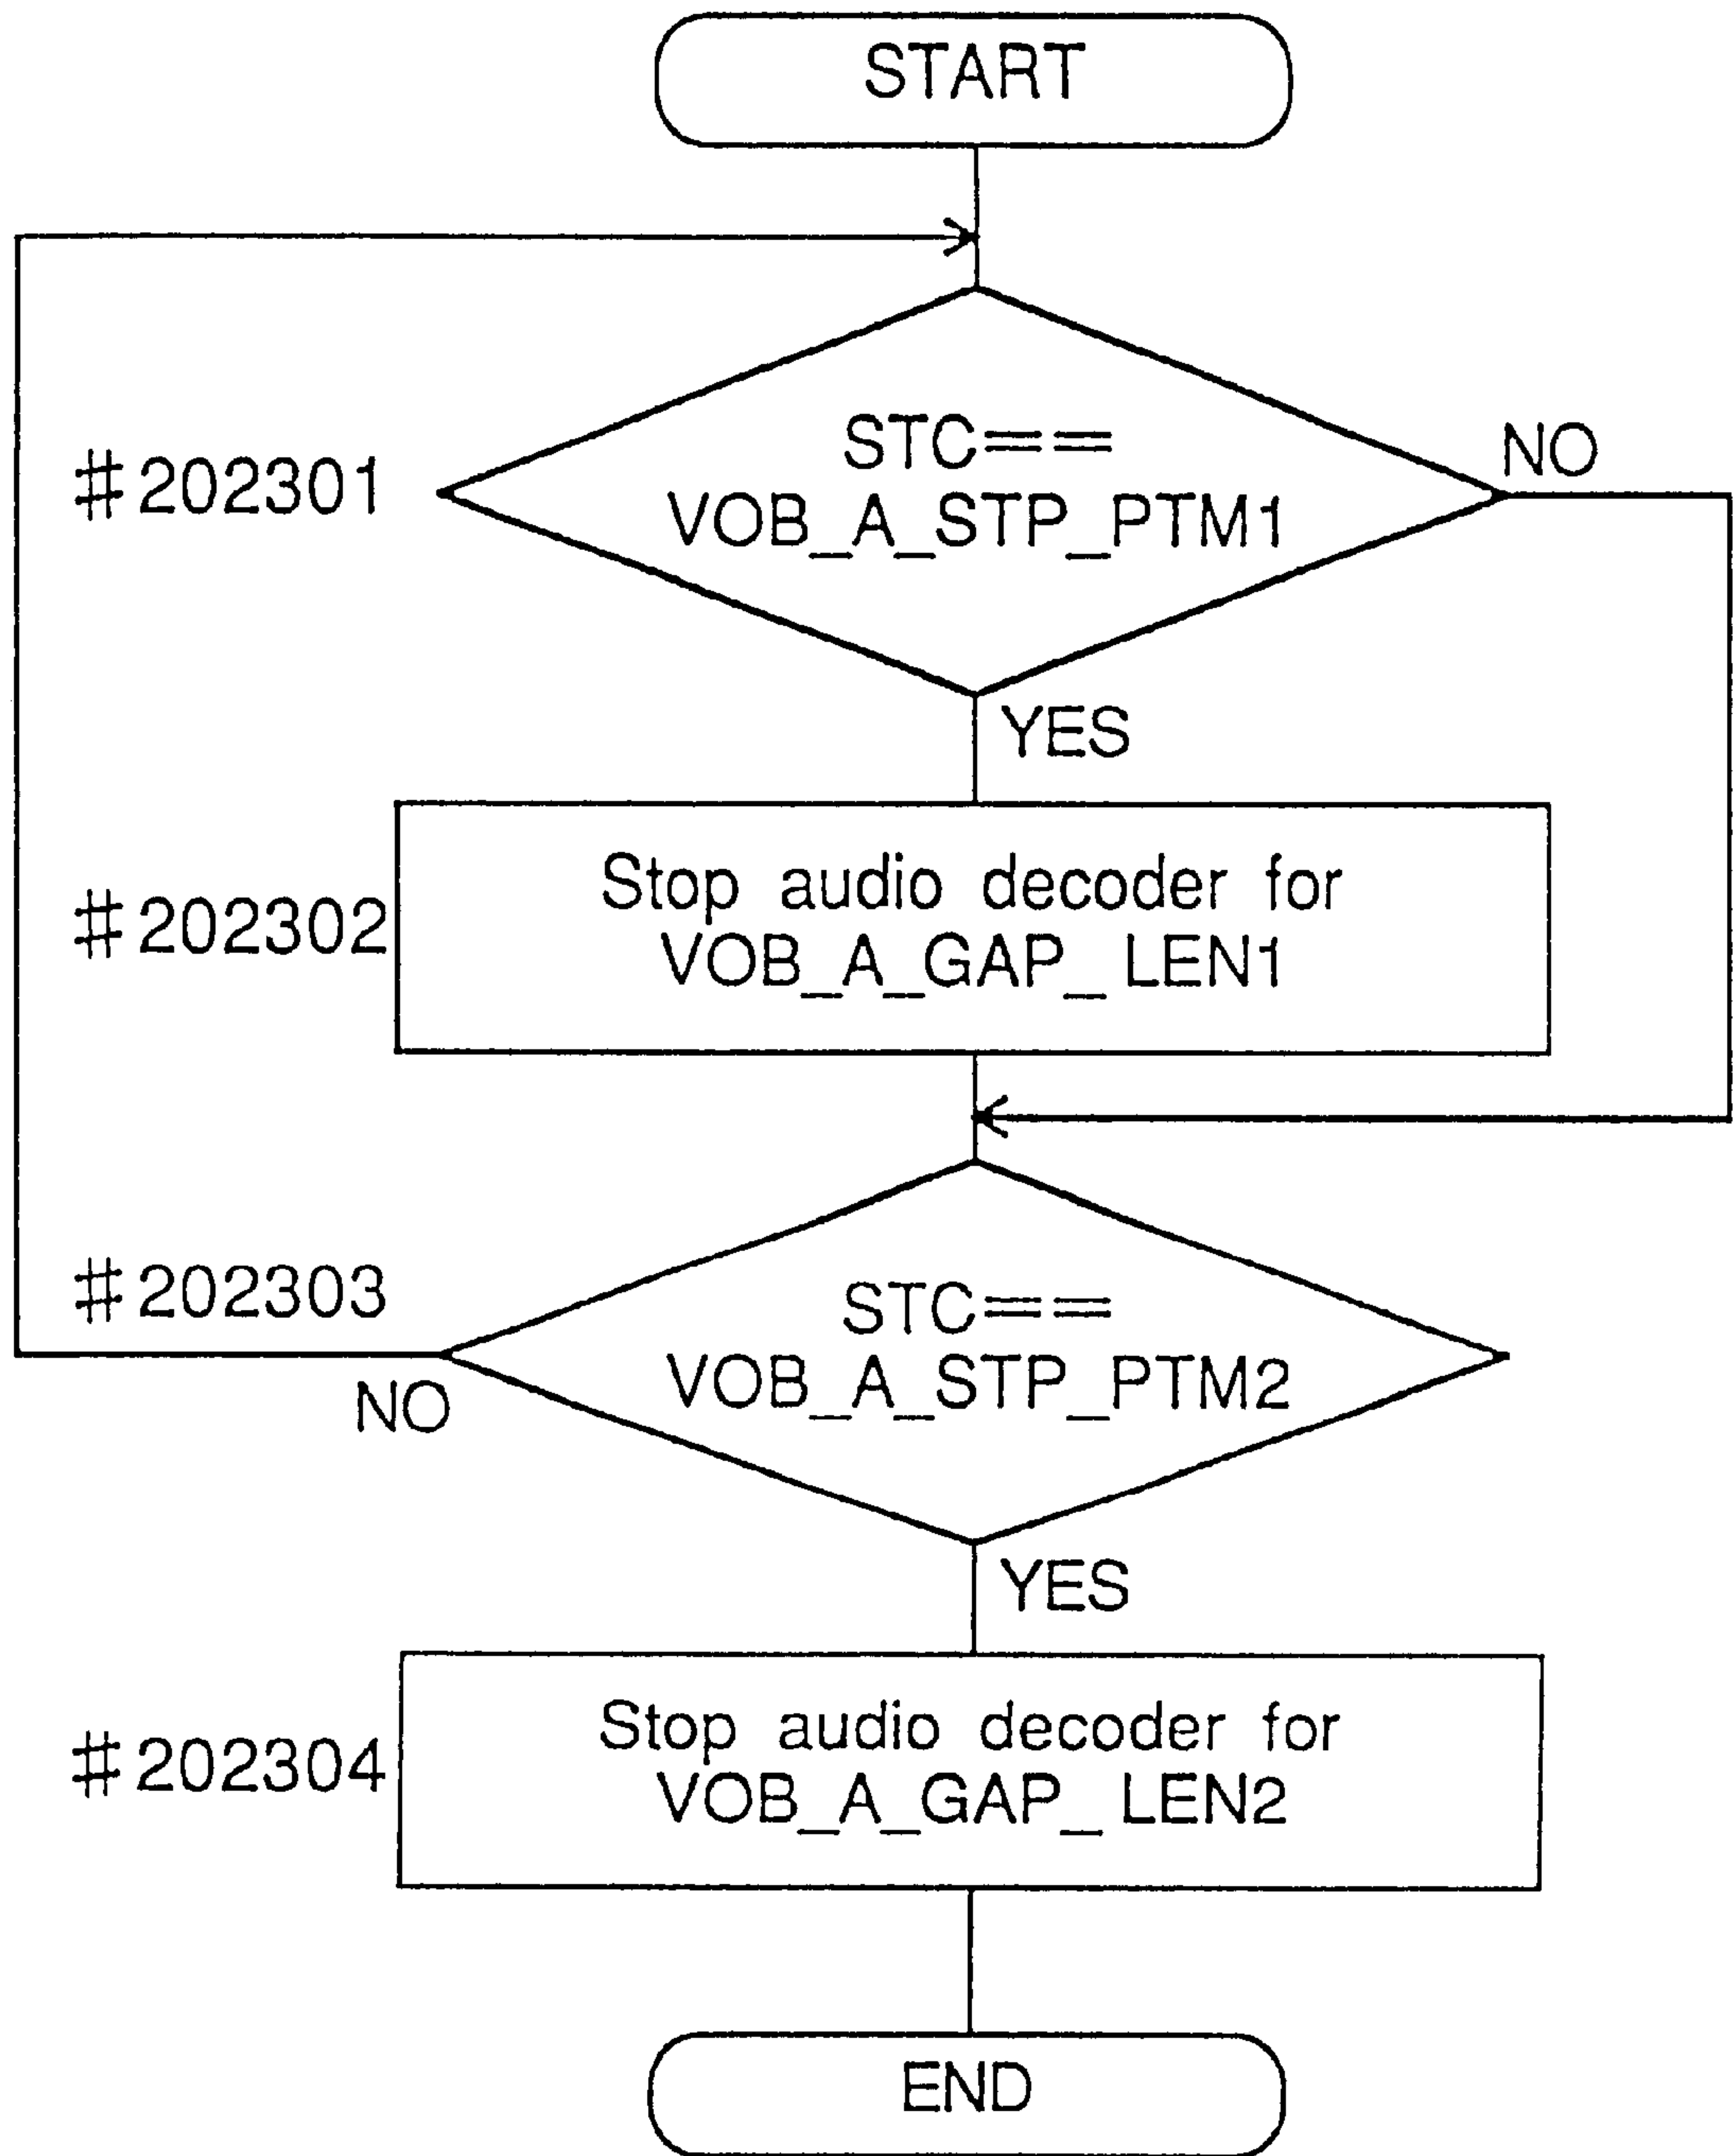 START
STC==
VOB_A_STP_PTM1
NO
#202301
YES
Stop audio decoder for
VOB_A_GAP_LEN1
#202302
#202303
STC==
VOB_A_STP_PTM2
NO
YES
Stop audio decoder for
VOB_A_GAP_LEN2
#202304
END